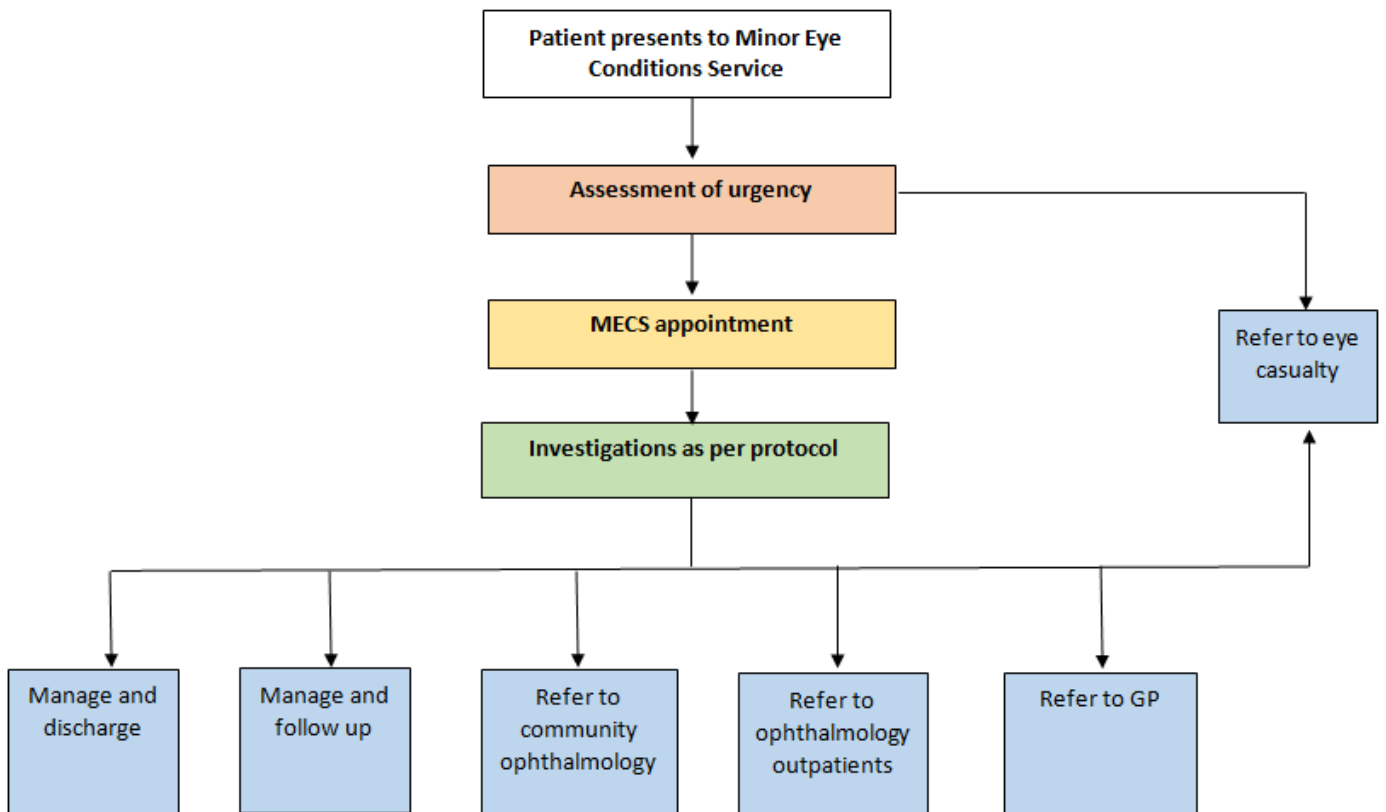 Patient presents to Minor Eye
Conditions Service
Assessment of urgency
MECS appointment
Refer to eye
casualty
Investigations as per protocol
Manage and
discharge
Manage and
follow up
Refer to
community
ophthalmology
Refer to
ophthalmology
outpatients
Refer to GP